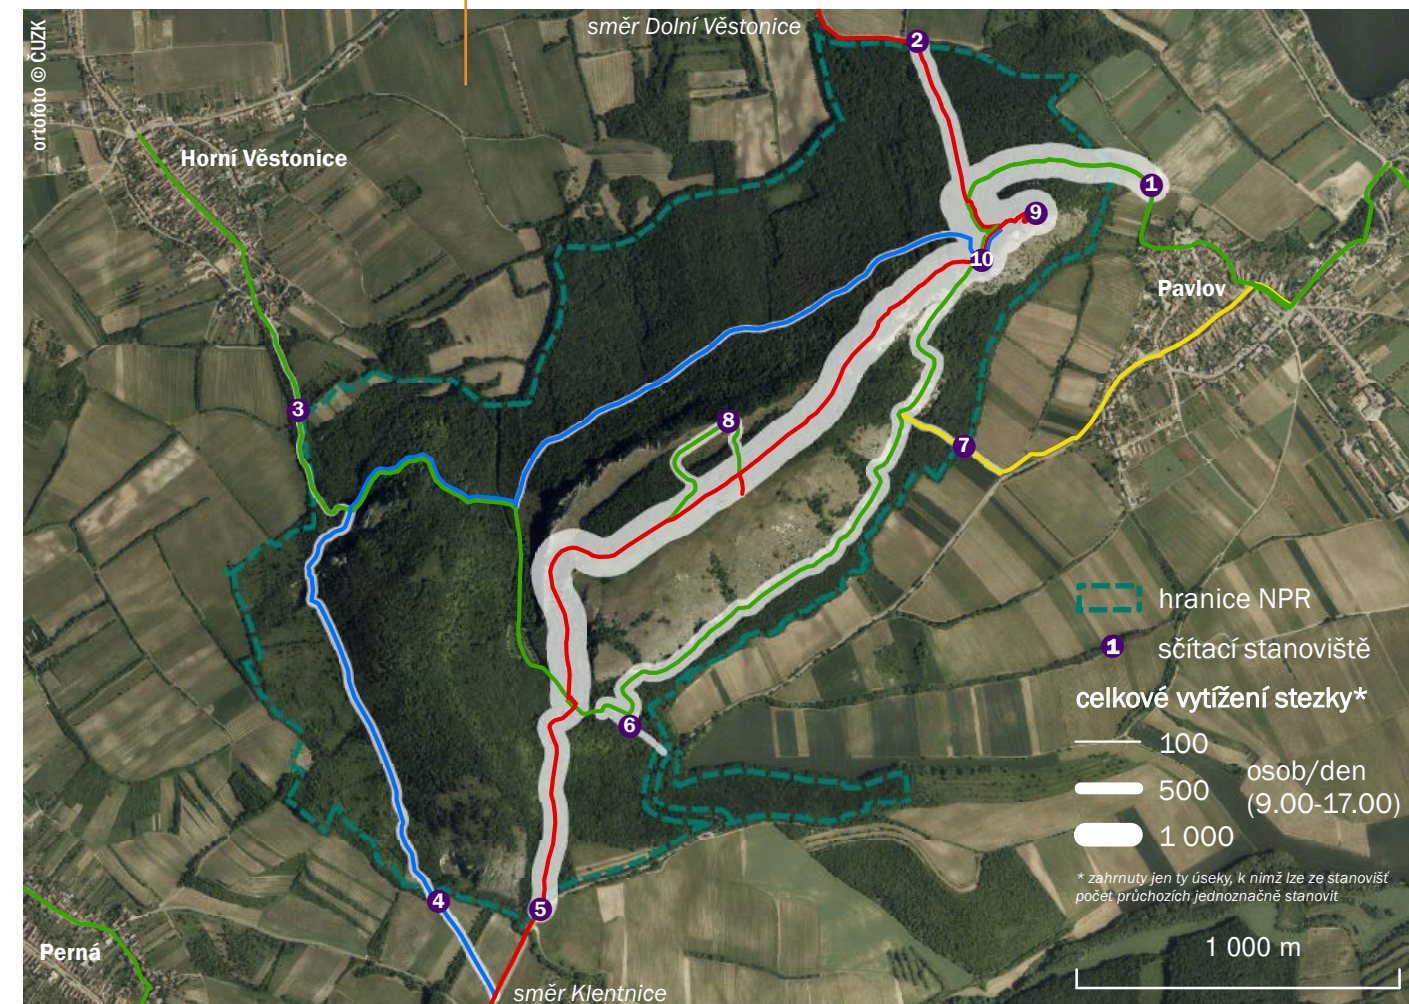 směr Dolní Věstonice
ortofoto © ČUZK
2
Horní Věstonice
1
9
10
Pavlov
3
8
7
hranice NPR
1 sčítací stanoviště
celkové vytížení stezky*
6
100
500
osob/den
(9.00-17.00)
1 000
* zahrnuty jen ty úseky, k nimž lze ze stanovišť
počet průchozích jednoznačně stanovit
4
5
Perná
1 000 m
směr Klentnice